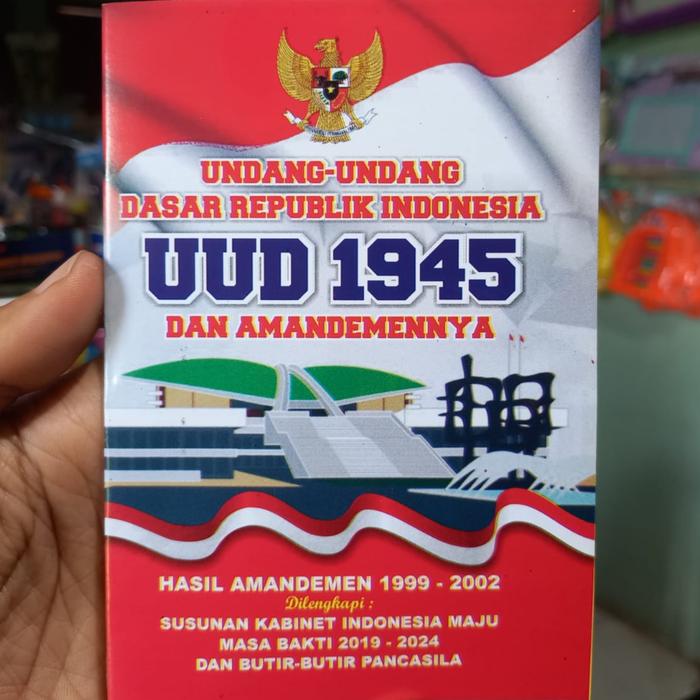 UNDANG-UNDANG
DASAR REPUBLIK INDONESIA
UUD 1945
DAN AMANDEMENNYA
HASIL AMANDEMEN 1999 - 2002
Dilengkapi :
SUSUNAN KABINET INDONESIA MAJU
MASA BAKTI 2019 - 2024
DAN BUTIR-BUTIR PANCASILA